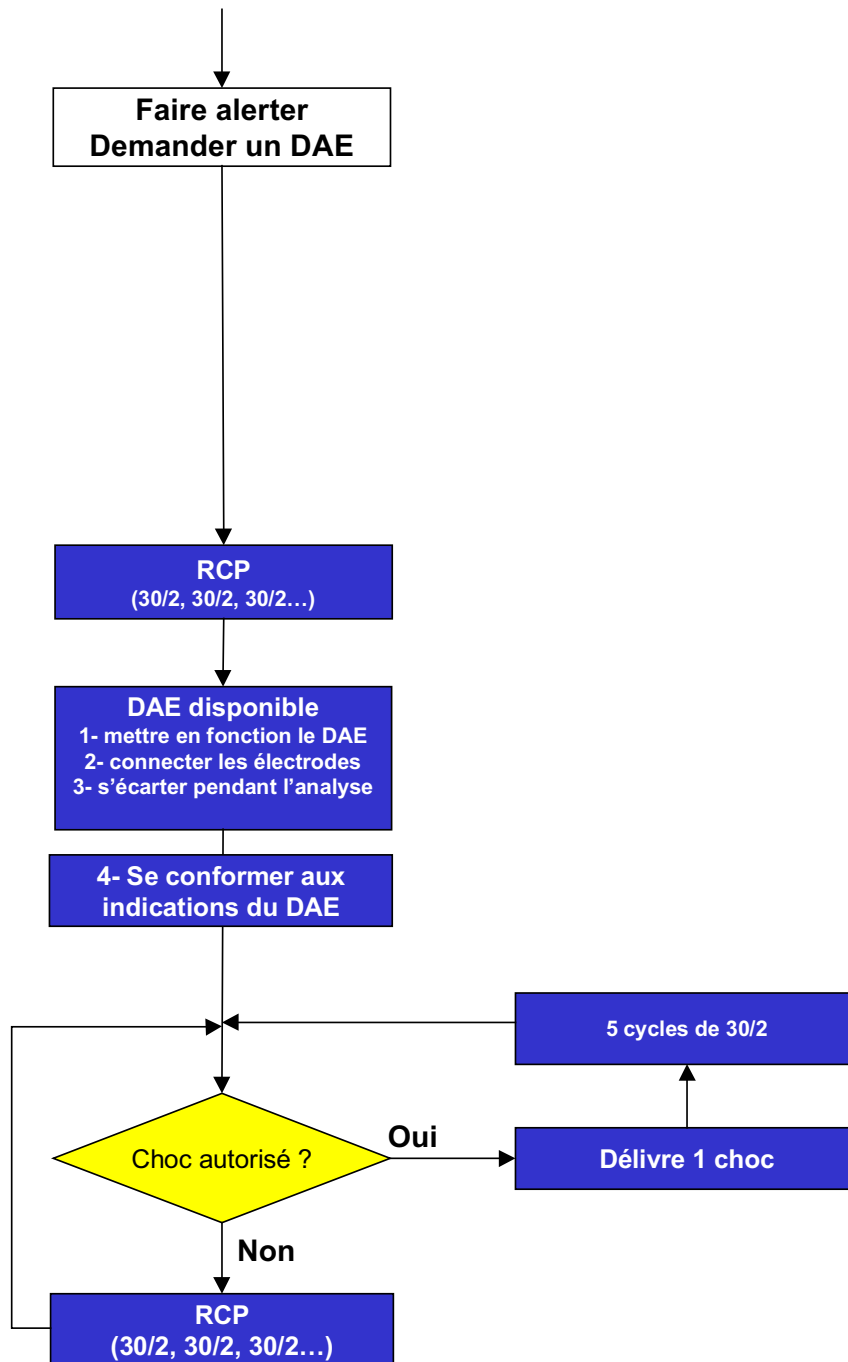 Faire alerter
Demander un DAE
RCP
(30/2, 30/2, 30/2…)
DAE disponible
1- mettre en fonction le DAE
2- connecter les électrodes
3- s’écarter pendant l’analyse
4- Se conformer aux
indications du DAE
5 cycles de 30/2
Choc autorisé ?
Oui
Délivre 1 choc
Non
RCP
(30/2, 30/2, 30/2…)